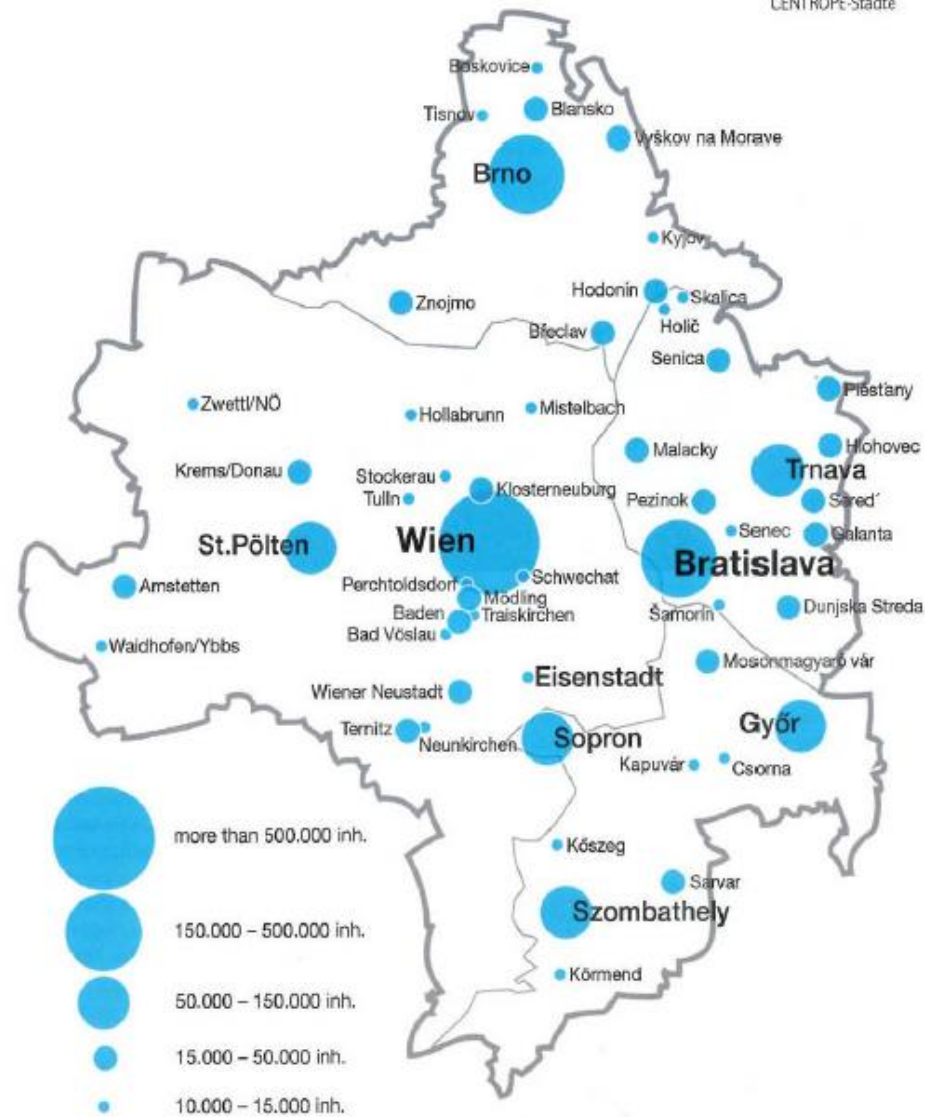 CENTROPE-Städte
Boskovice
Tisnov
Blansko
Vyškov na Morave
Brno
Kyjov
Hodonin
Skalica
Holič
Znojmo
Břeclav
Senica
Piešťany
Zwettl/NÖ
Hollabrunn
Mistelbach
Malacky
Hlohovec
Trnava
Krems/Donau
Stockerau
Klosterneuburg
Tulln
Pezinok
Sered´
Senec
Galanta
St.Pölten
Wien
Bratislava
Amstetten
Perchtoldsdorf
Schwechat
Mödling
Baden
Traiskirchen
Šamorin
Dunjska Streda
Bad Vöslau
Waidhofen/Ybbs
Mosonmagyaró vár
Eisenstadt
Wiener Neustadt
Ternitz
Neunkirchen
Sopron
Győr
Kapuvár
Csorna
Kőszeg
Sarvar
Szombathely
Körmend
more than 500.000 inh.
150.000 – 500.000 inh.
50.000 – 150.000 inh.
15.000 – 50.000 inh.
10.000 – 15.000 inh.